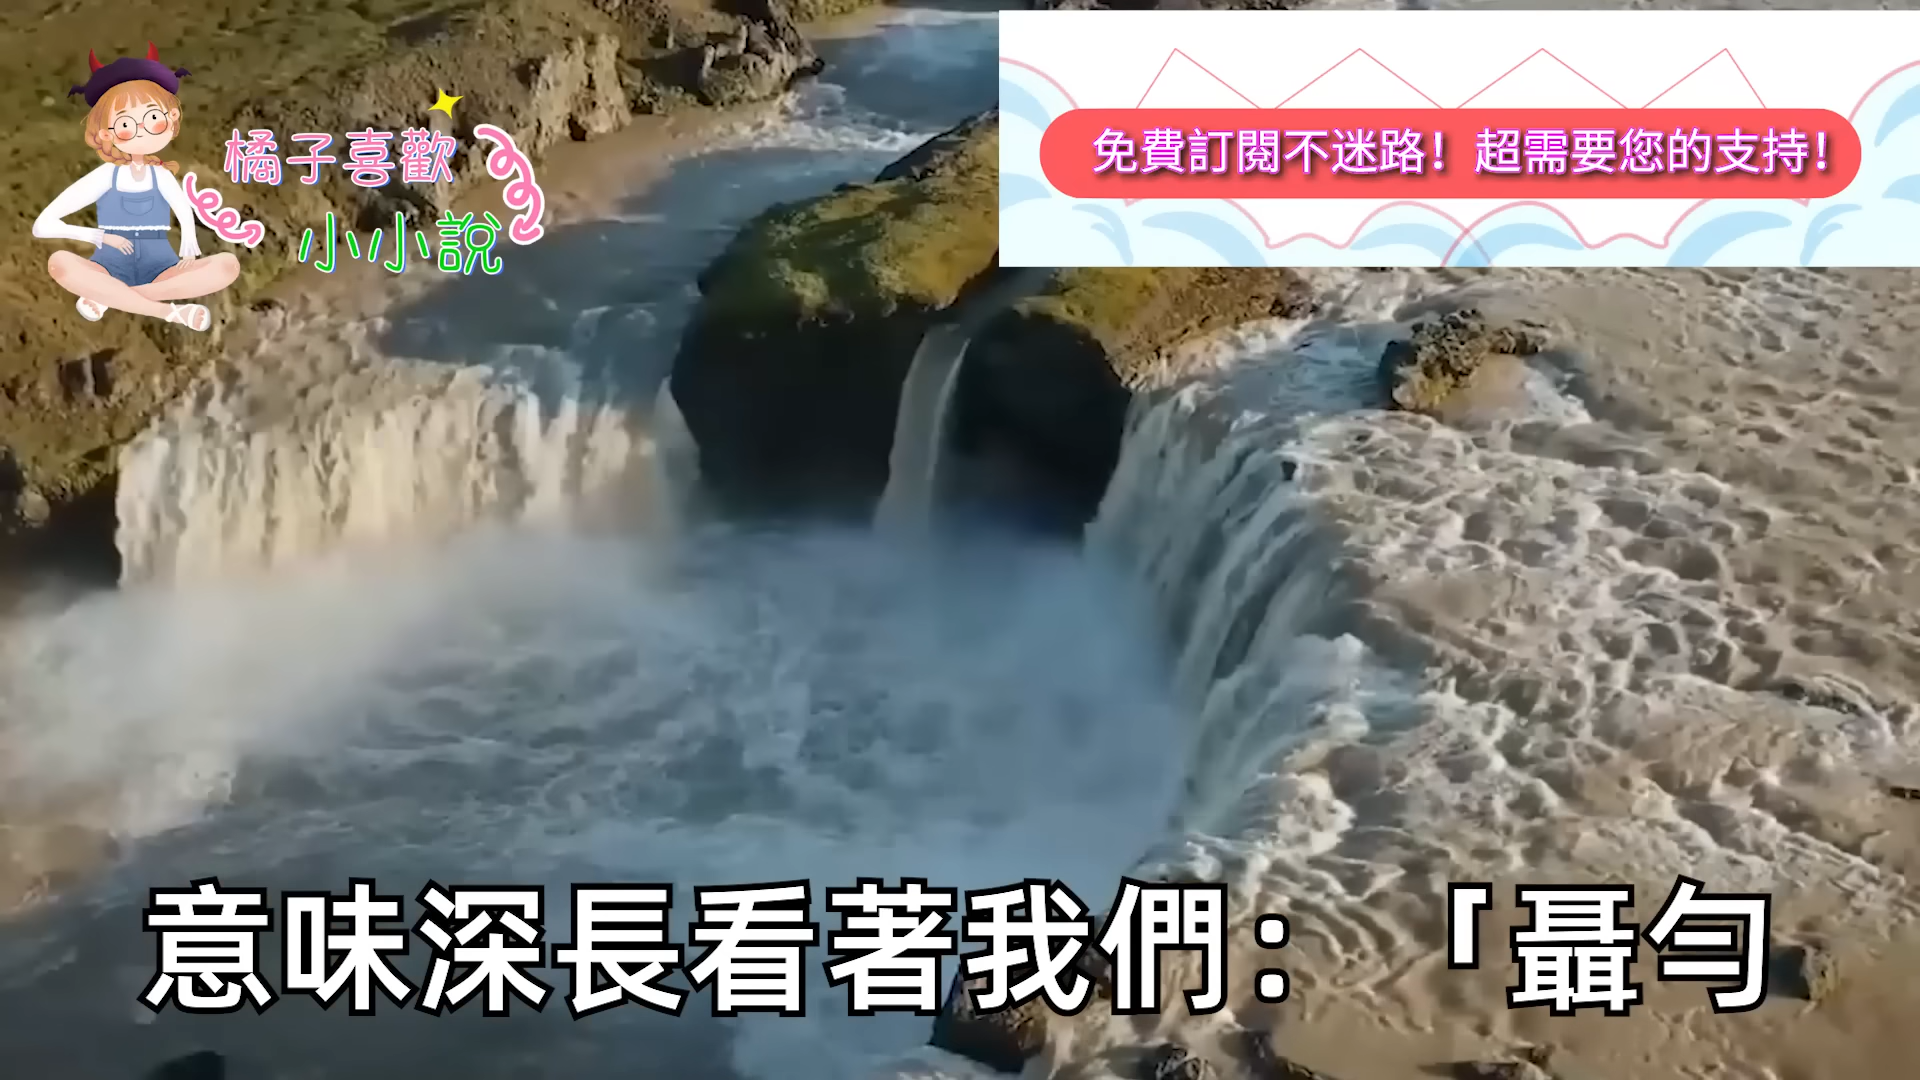 橘子喜歡
小小說
免費訂閱不迷路！超需要您的支持！
意味深長看著我們：「聶勻